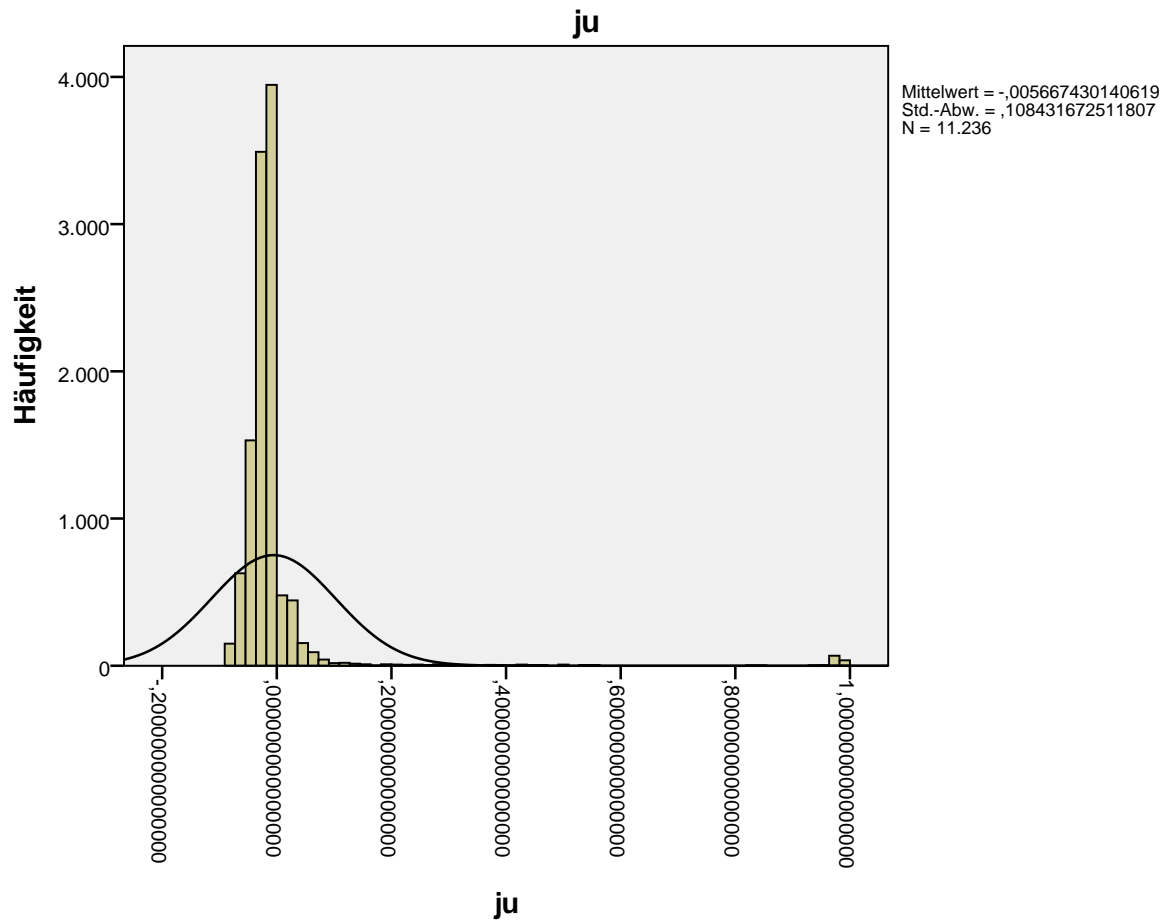 ju
4.000
3.000
2.000
1.000
0
Häufigkeit
Mittelwert = -,005667430140619
Std.-Abw. = ,108431672511807
N = 11.236
-,200000000000000
,000000000000000
,200000000000000
,400000000000000
,600000000000000
,800000000000000
1,000000000000000
ju